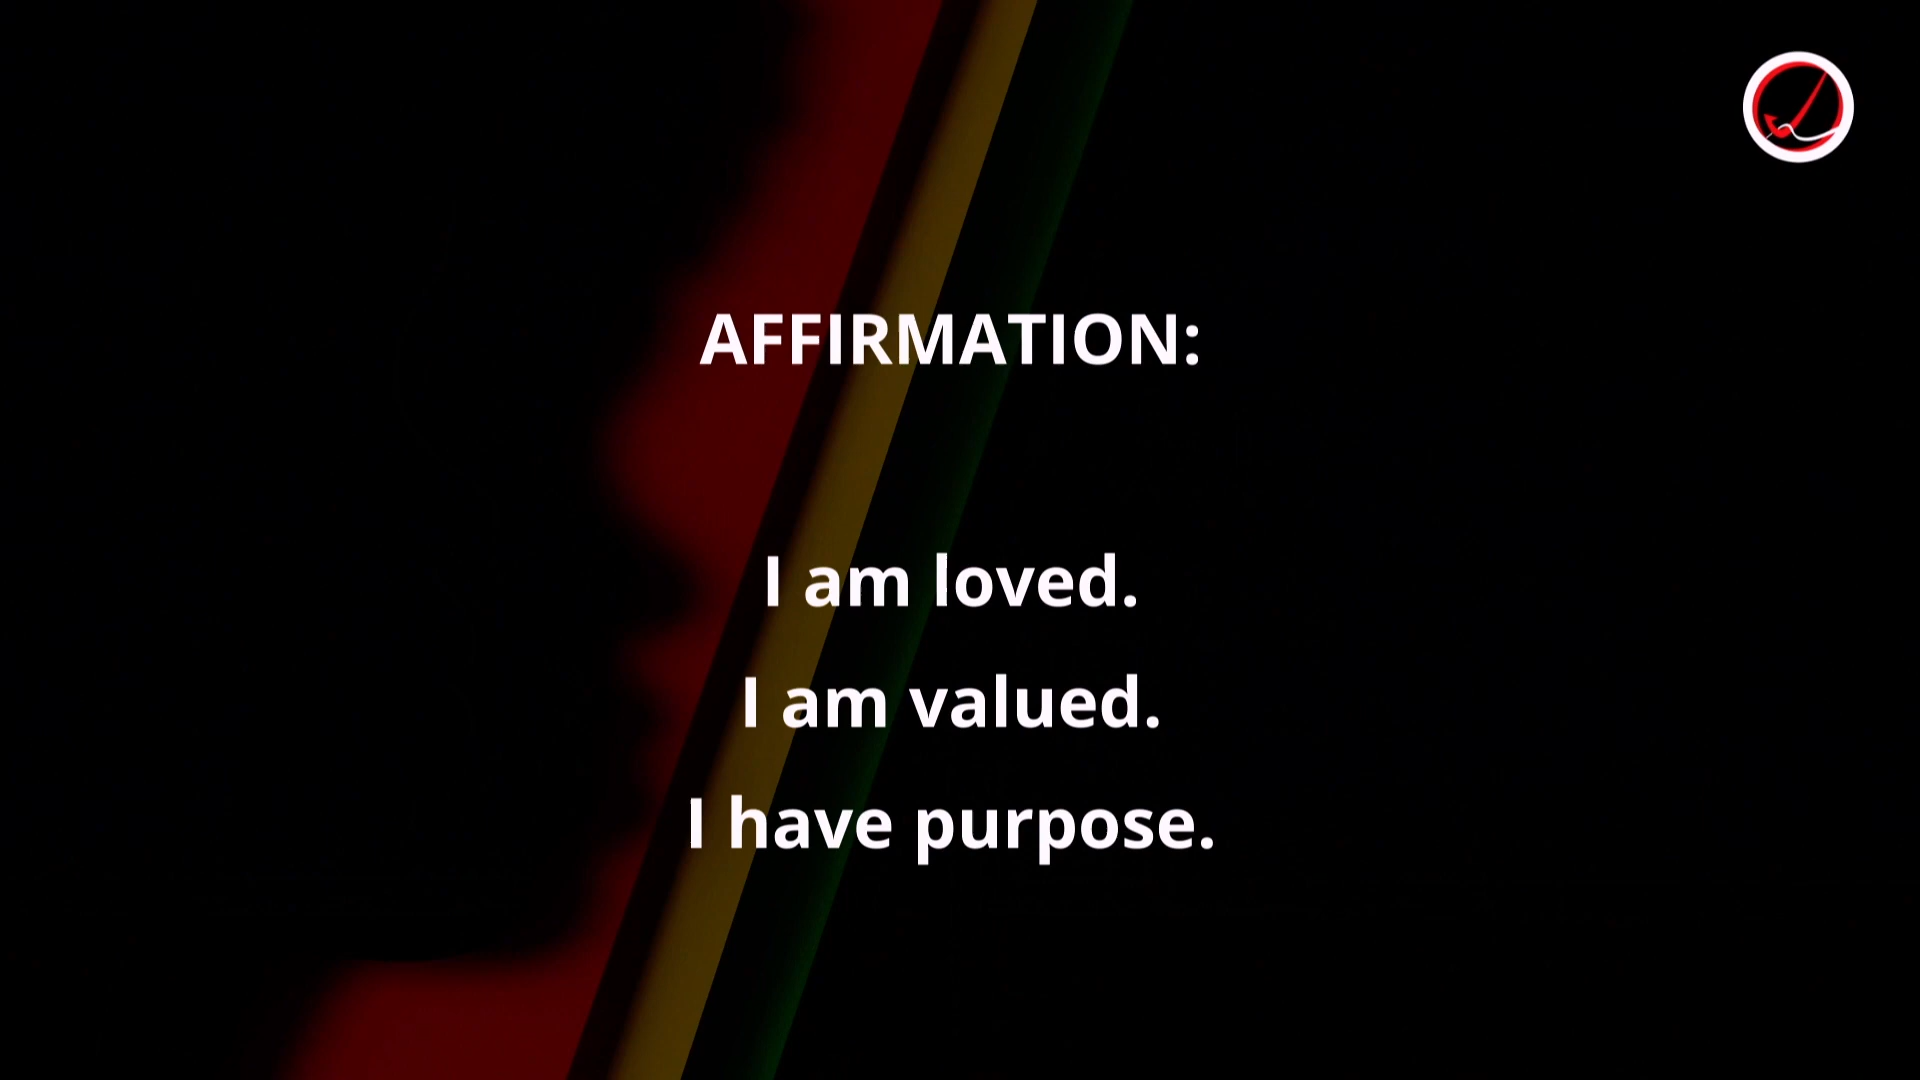 AFFIRMATION:
I am loved.
I am valued.
I have purpose.